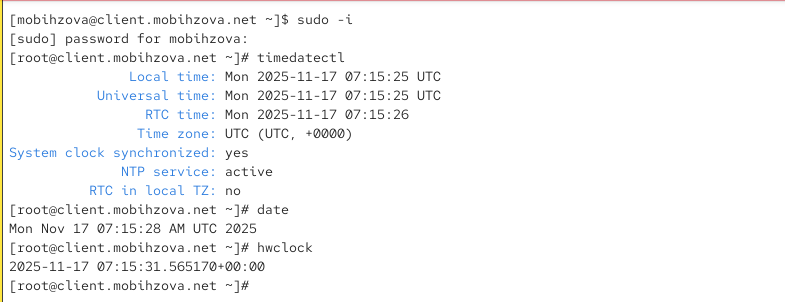 [mobihzova@client.mobihzova.net ~]$ sudo -i
[sudo] password for mobihzova:
[root@client.mobihzova.net ~]# timedatectl
Local time: Mon 2025-11-17 07:15:25 UTC
Universal time: Mon 2025-11-17 07:15:25 UTC
RTC time: Mon 2025-11-17 07:15:26
Time zone: UTC (UTC, +0000)
System clock synchronized: yes
NTP service: active
RTC in local TZ: no
[root@client.mobihzova.net ~]# date
Mon Nov 17 07:15:28 AM UTC 2025
[root@client.mobihzova.net ~]# hwclock
2025-11-17 07:15:31.565170+00:00
[root@client.mobihzova.net ~]#